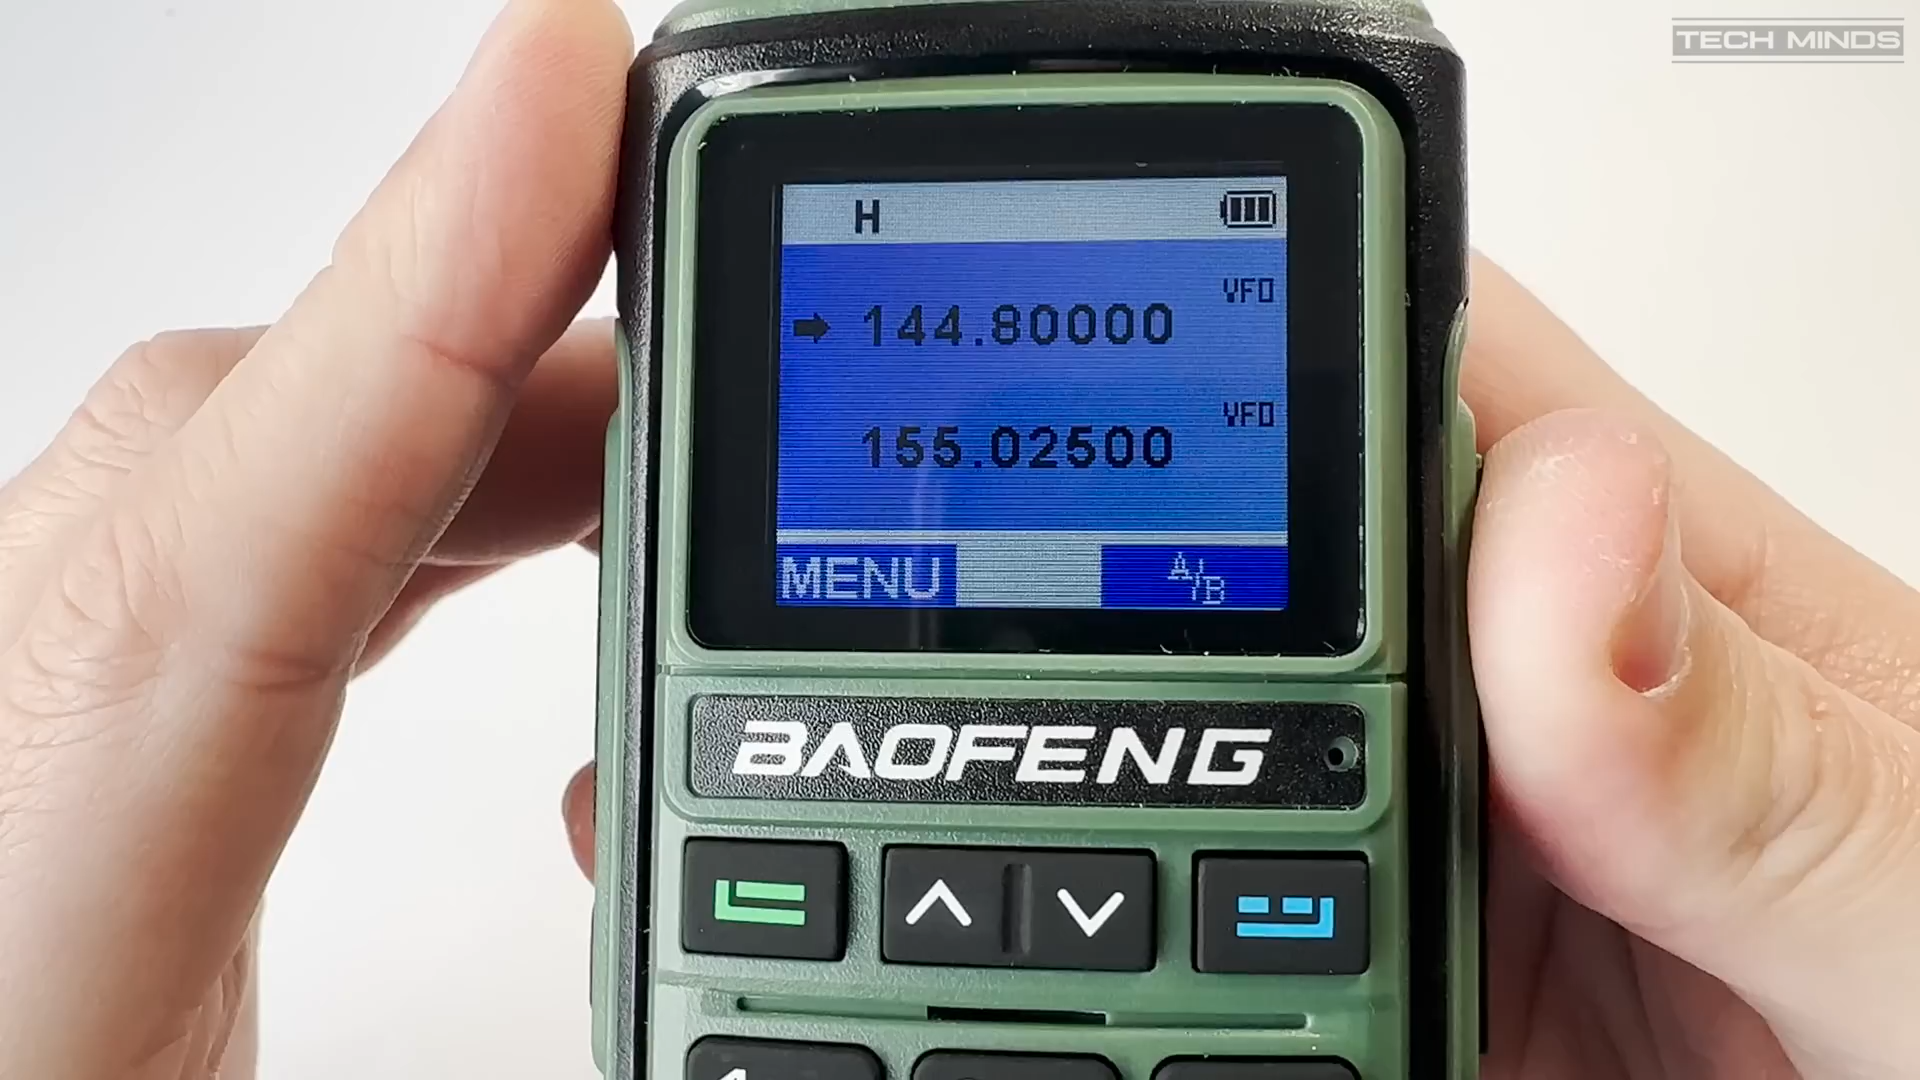 TECH MINDS
H
VFO
144.80000
VFO
155.02500
MENU A/B
BAOFENG